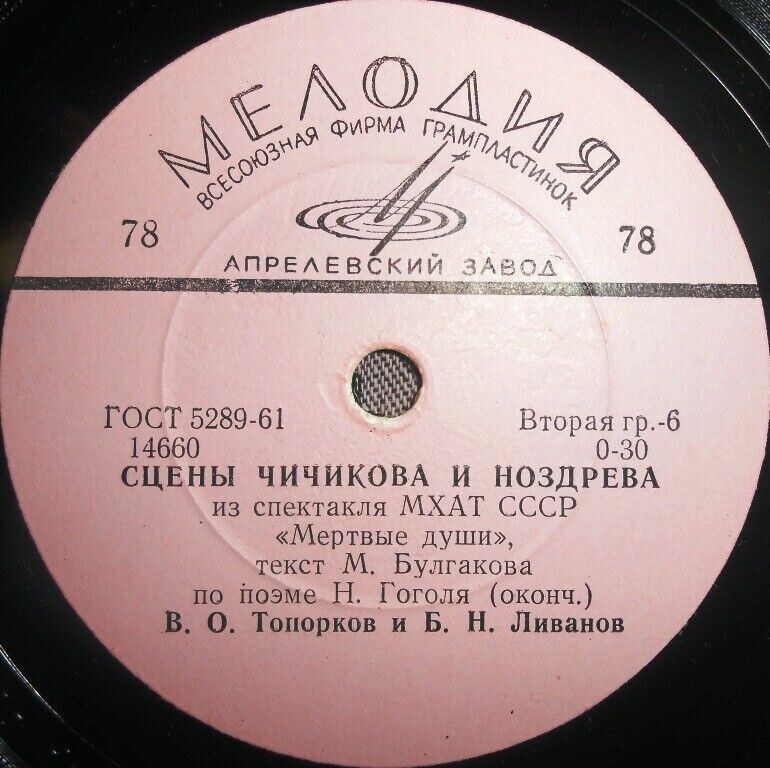 МЕЛОДИЯ
ВСЕСОЮЗНАЯ ФИРМА ГРАМПЛАСТИНОК
78 78
АПРЕЛЕВСКИЙ ЗАВОД
ГОСТ 5289-61 Вторая гр.-6
14660 0-30
СЦЕНЫ ЧИЧИКОВА И НОЗДРЕВА
из спектакля МХАТ СССР
«Мертвые души»,
текст М. Булгакова
по поэме Н. Гоголя (оконч.)
В. О. Топорков и Б. Н. Ливанов